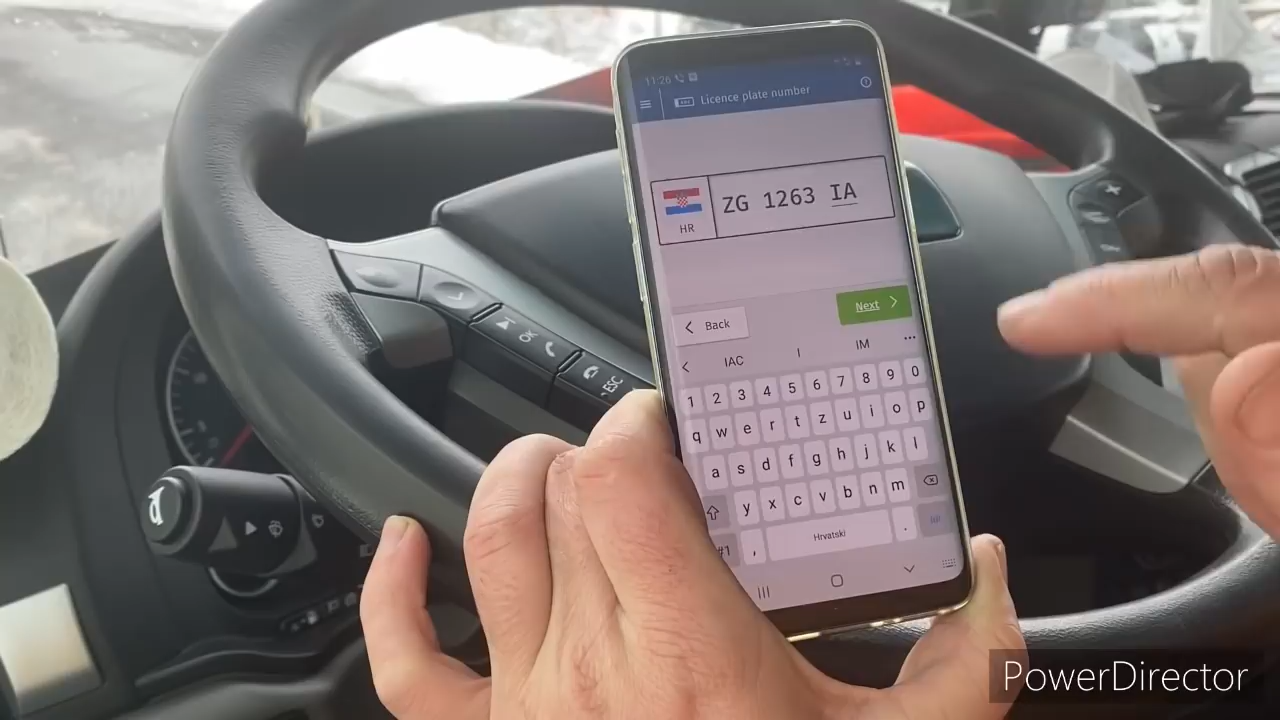 11:26
Licence plate number
HR
ZG 1263 IA
Back
Next
IAC I IM
1 2 3 4 5 6 7 8 9 0
q w e r t z u i o p
a s d f g h j k l
y x c v b n m
#1 , Hrvatski .
OK
ESC
PowerDirector